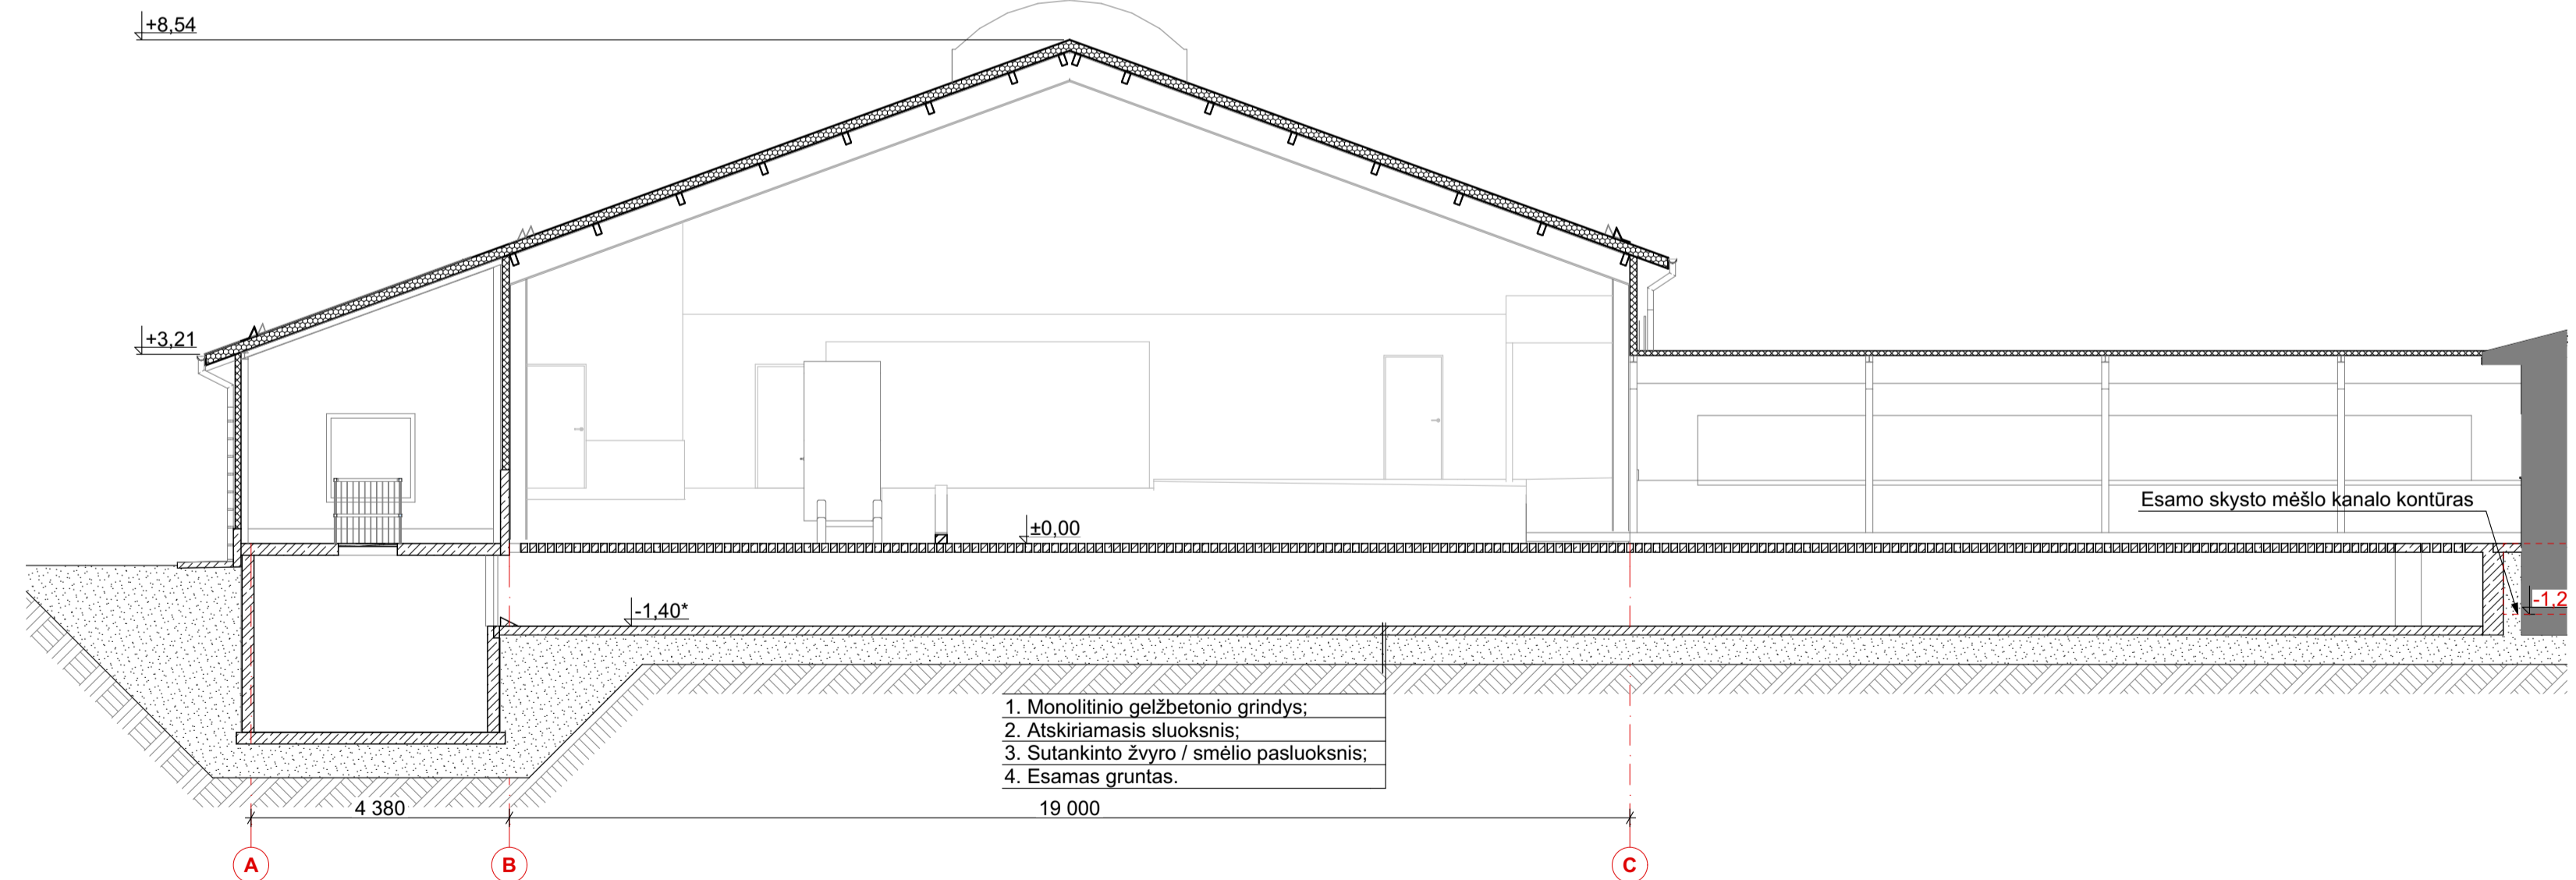 +8,54
+3,21
Esamo skysto mėšlo kanalo kontūras
±0,00
-1,40*
-1,2
1. Monolitinio gelžbetonio grindys;
2. Atskiriamasis sluoksnis;
3. Sutankinto žvyro / smėlio pasluoksnis;
4. Esamas gruntas.
4 380
19 000
A
B
C